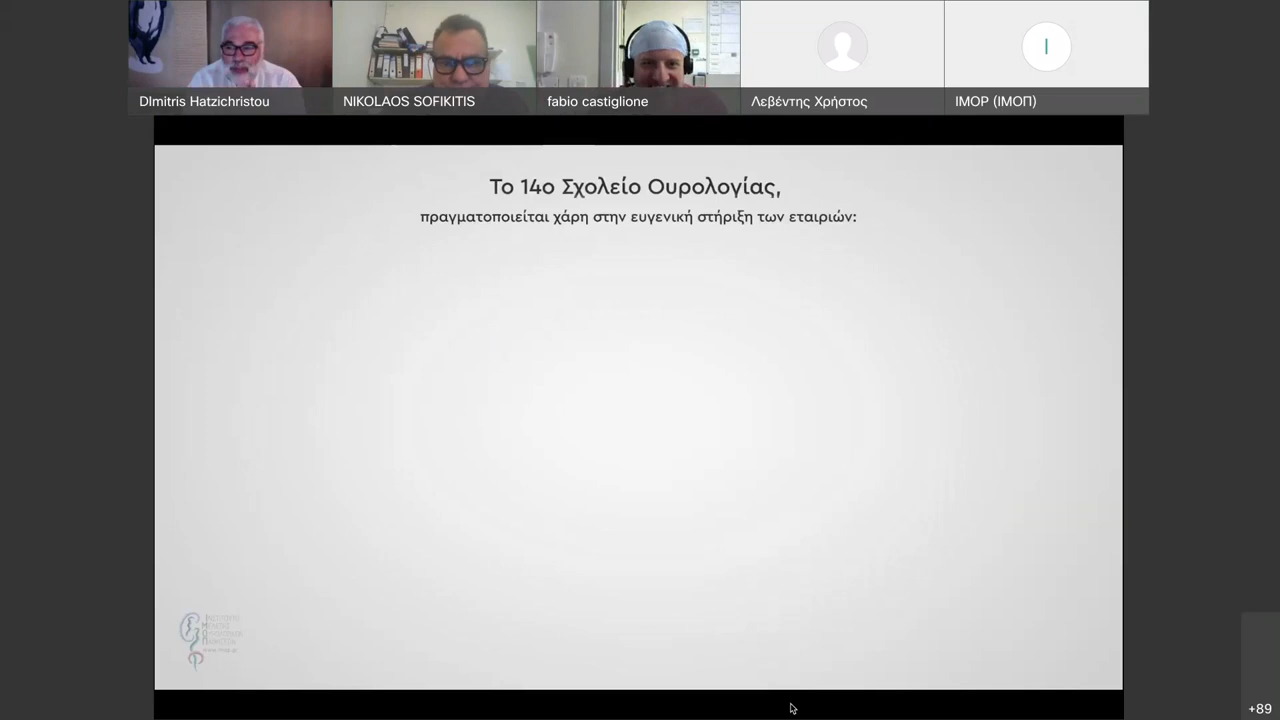 DImitris Hatzichristou
NIKOLAOS SOFIKITIS
fabio castiglione
Λεβέντης Χρήστος
I
IMOP (ΙΜΟΠ)
Το 14ο Σχολείο Ουρολογίας,
πραγματοποιείται χάρη στην ευγενική στήριξη των εταιριών:
+89